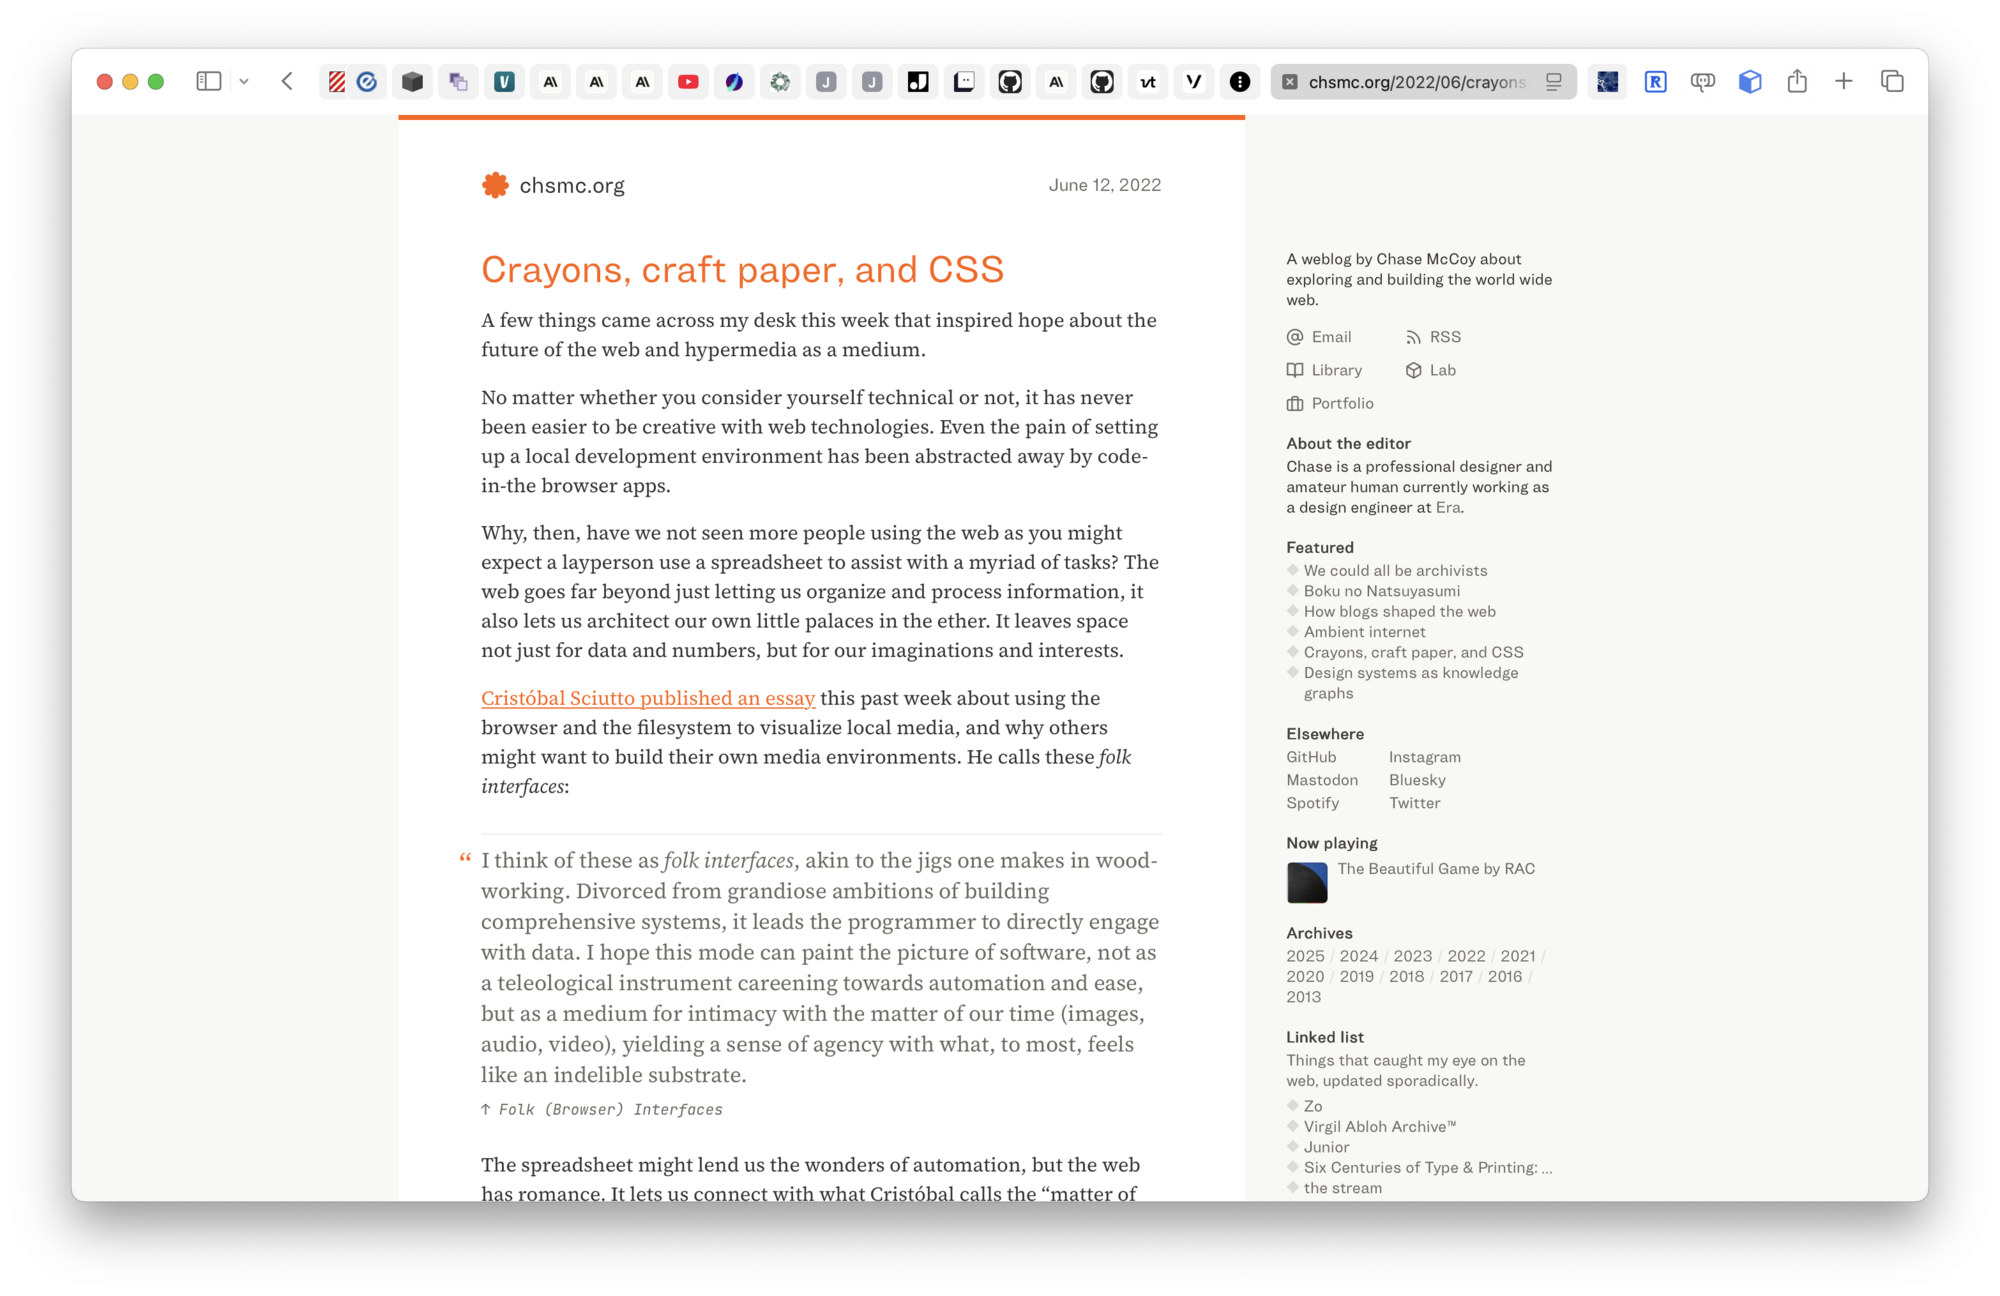 chsmc.org/2022/06/crayons
chsmc.org
June 12, 2022
Crayons, craft paper, and CSS
A few things came across my desk this week that inspired hope about the
future of the web and hypermedia as a medium.
No matter whether you consider yourself technical or not, it has never
been easier to be creative with web technologies. Even the pain of setting
up a local development environment has been abstracted away by code-
in-the browser apps.
Why, then, have we not seen more people using the web as you might
expect a layperson use a spreadsheet to assist with a myriad of tasks? The
web goes far beyond just letting us organize and process information, it
also lets us architect our own little palaces in the ether. It leaves space
not just for data and numbers, but for our imaginations and interests.
Cristóbal Sciutto published an essay this past week about using the
browser and the filesystem to visualize local media, and why others
might want to build their own media environments. He calls these folk
interfaces:
“ I think of these as folk interfaces, akin to the jigs one makes in wood-
working. Divorced from grandiose ambitions of building
comprehensive systems, it leads the programmer to directly engage
with data. I hope this mode can paint the picture of software, not as
a teleological instrument careening towards automation and ease,
but as a medium for intimacy with the matter of our time (images,
audio, video), yielding a sense of agency with what, to most, feels
like an indelible substrate.
↑ Folk (Browser) Interfaces
The spreadsheet might lend us the wonders of automation, but the web
has romance. It lets us connect with what Cristóbal calls the “matter of
A weblog by Chase McCoy about
exploring and building the world wide
web.
Email
RSS
Library
Lab
Portfolio
About the editor
Chase is a professional designer and
amateur human currently working as
a design engineer at Era.
Featured
We could all be archivists
Boku no Natsuyasumi
How blogs shaped the web
Ambient internet
Crayons, craft paper, and CSS
Design systems as knowledge
graphs
Elsewhere
GitHub
Instagram
Mastodon
Bluesky
Spotify
Twitter
Now playing
The Beautiful Game by RAC
Archives
2025 / 2024 / 2023 / 2022 / 2021 /
2020 / 2019 / 2018 / 2017 / 2016 /
2013
Linked list
Things that caught my eye on the
web, updated sporadically.
Zo
Virgil Abloh Archive™
Junior
Six Centuries of Type & Printing: ...
the stream